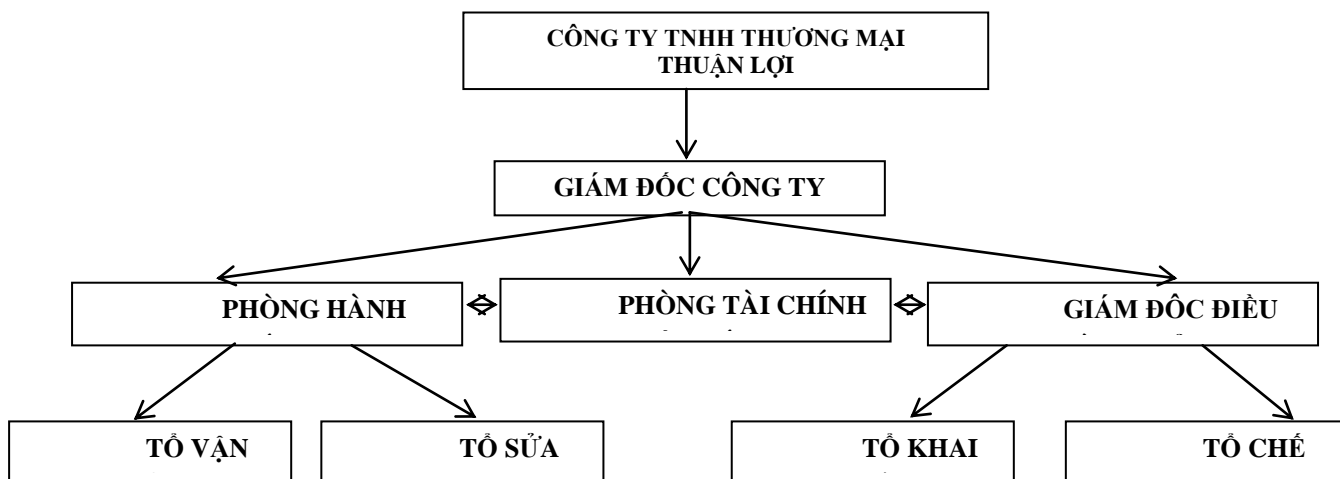 CÔNG TY TNHH THƯƠNG MẠI
THUẬN LỢI
GIÁM ĐỐC CÔNG TY
PHÒNG HÀNH
PHÒNG TÀI CHÍNH
GIÁM ĐÔC ĐIỀU
TỔ VẬN
TỔ SỬA
TỔ KHAI
TỔ CHẾ